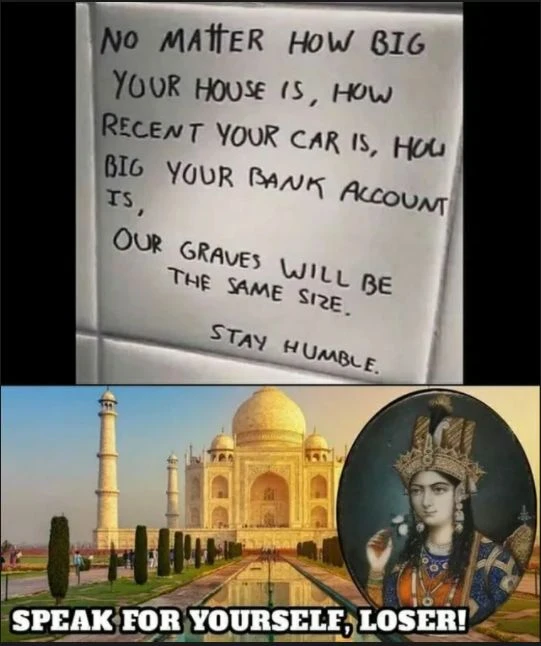 NO MATTER HOW BIG
YOUR HOUSE IS, HOW
RECENT YOUR CAR IS, HOW
BIG YOUR BANK ACCOUNT
IS,
OUR GRAVES WILL BE
THE SAME SIZE.
STAY HUMBLE.
SPEAK FOR YOURSELF, LOSER!